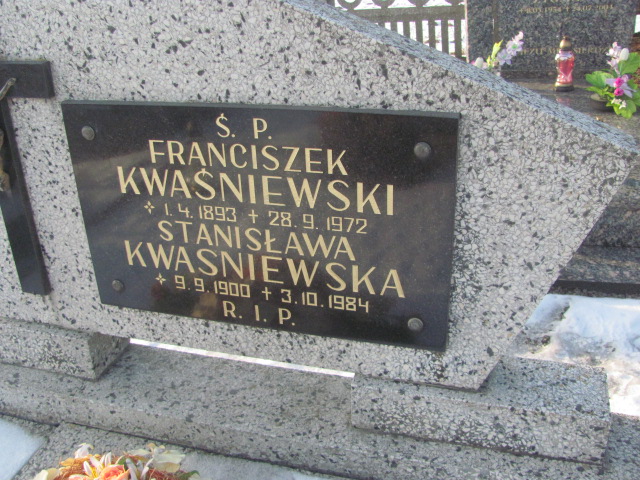 Ś. P.
FRANCISZEK
KWAŚNIEWSKI
+ 1.4.1893 + 28.9.1972
STANISŁAWA
KWAŚNIEWSKA
+ 9.9.1900 + 3.10.1984
R. I. P.